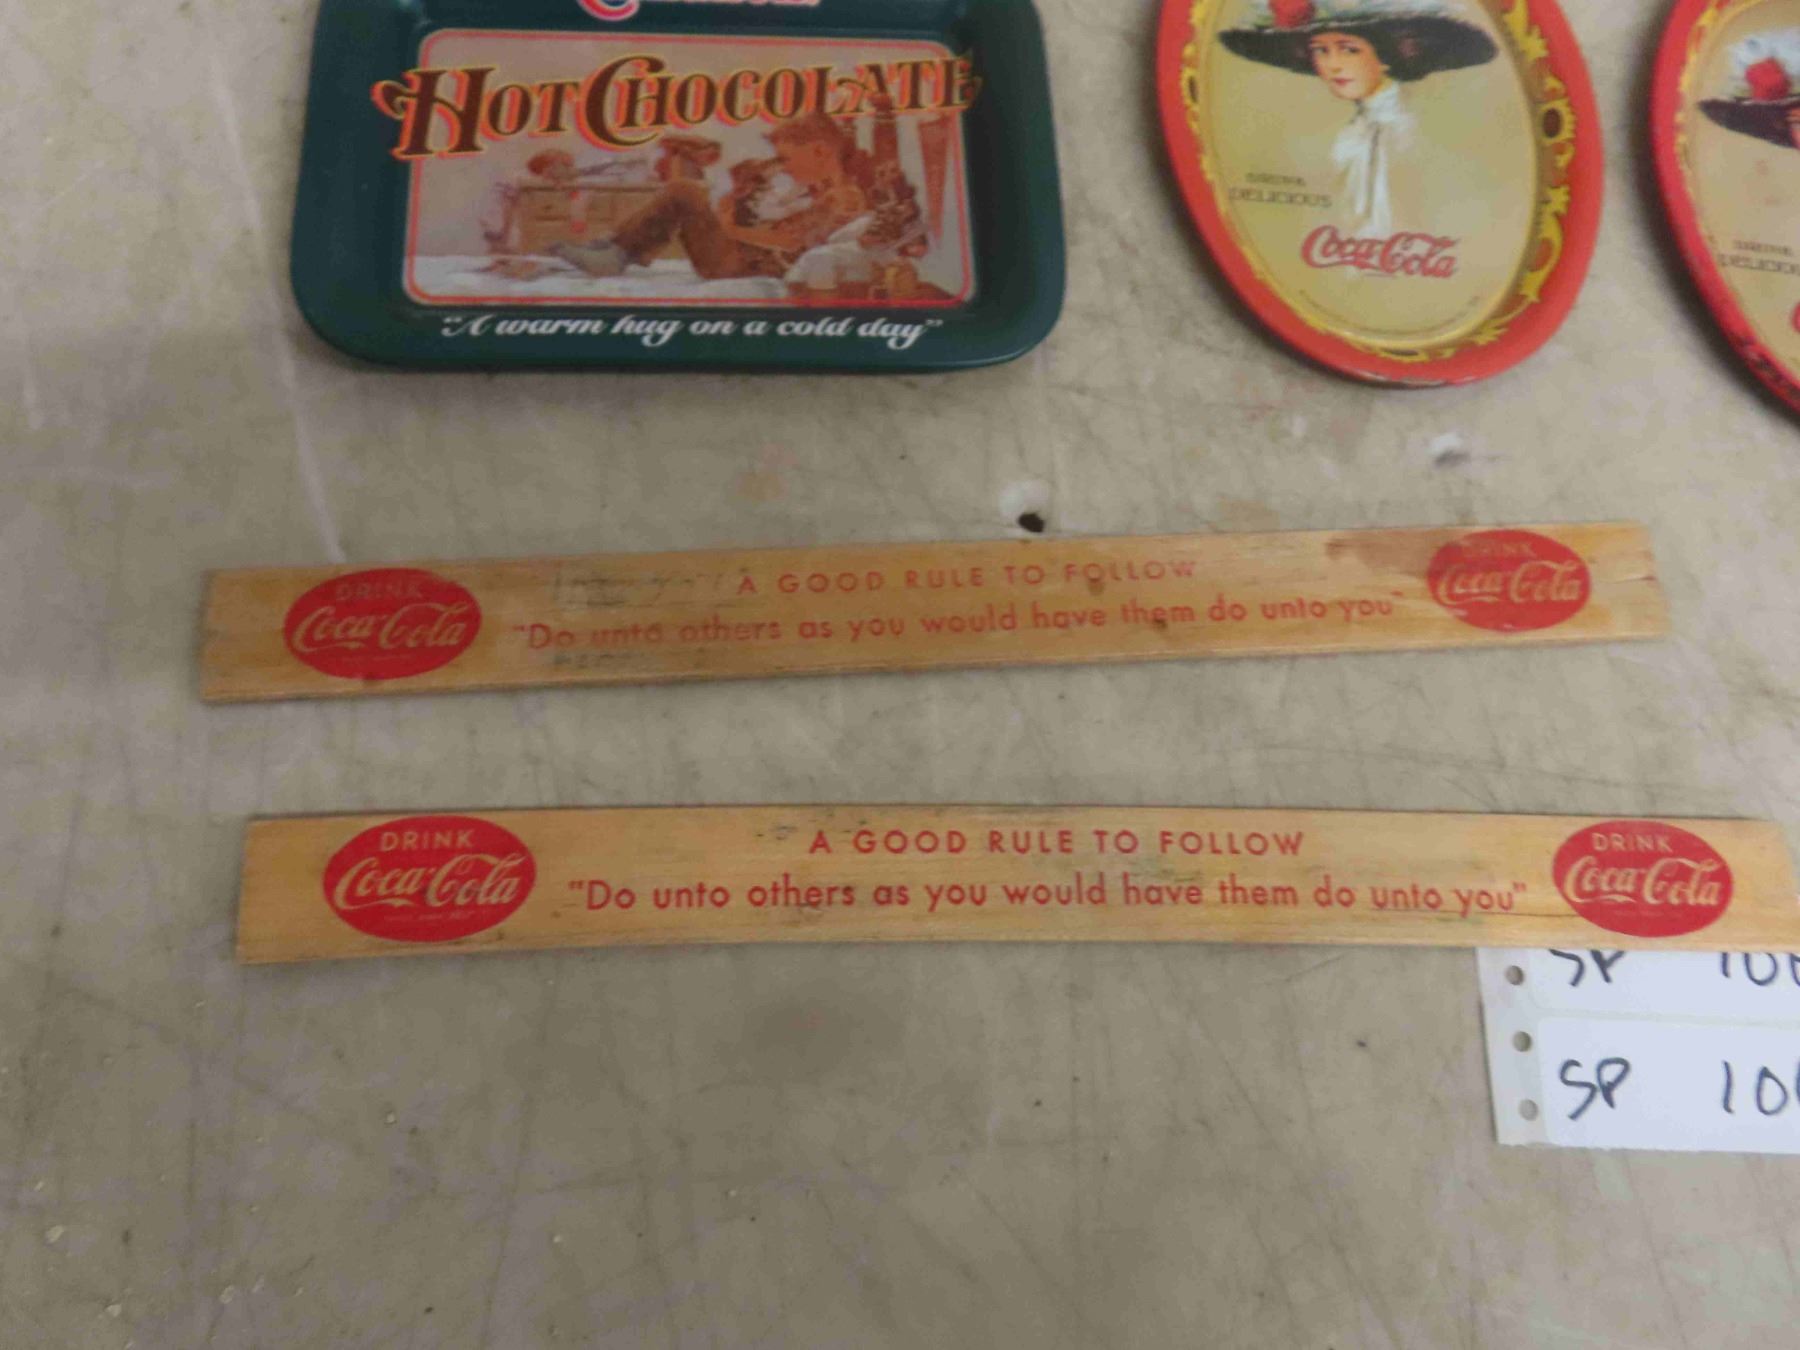 HOT CHOCOLATE
"A warm hug on a cold day"
DRINK
DELICIOUS
Coca-Cola
DRINK
Coca-Cola
A GOOD RULE TO FOLLOW
"Do unto others as you would have them do unto you"
DRINK
Coca-Cola
DRINK
Coca-Cola
A GOOD RULE TO FOLLOW
"Do unto others as you would have them do unto you"
DRINK
Coca-Cola
SP 10
SP 10